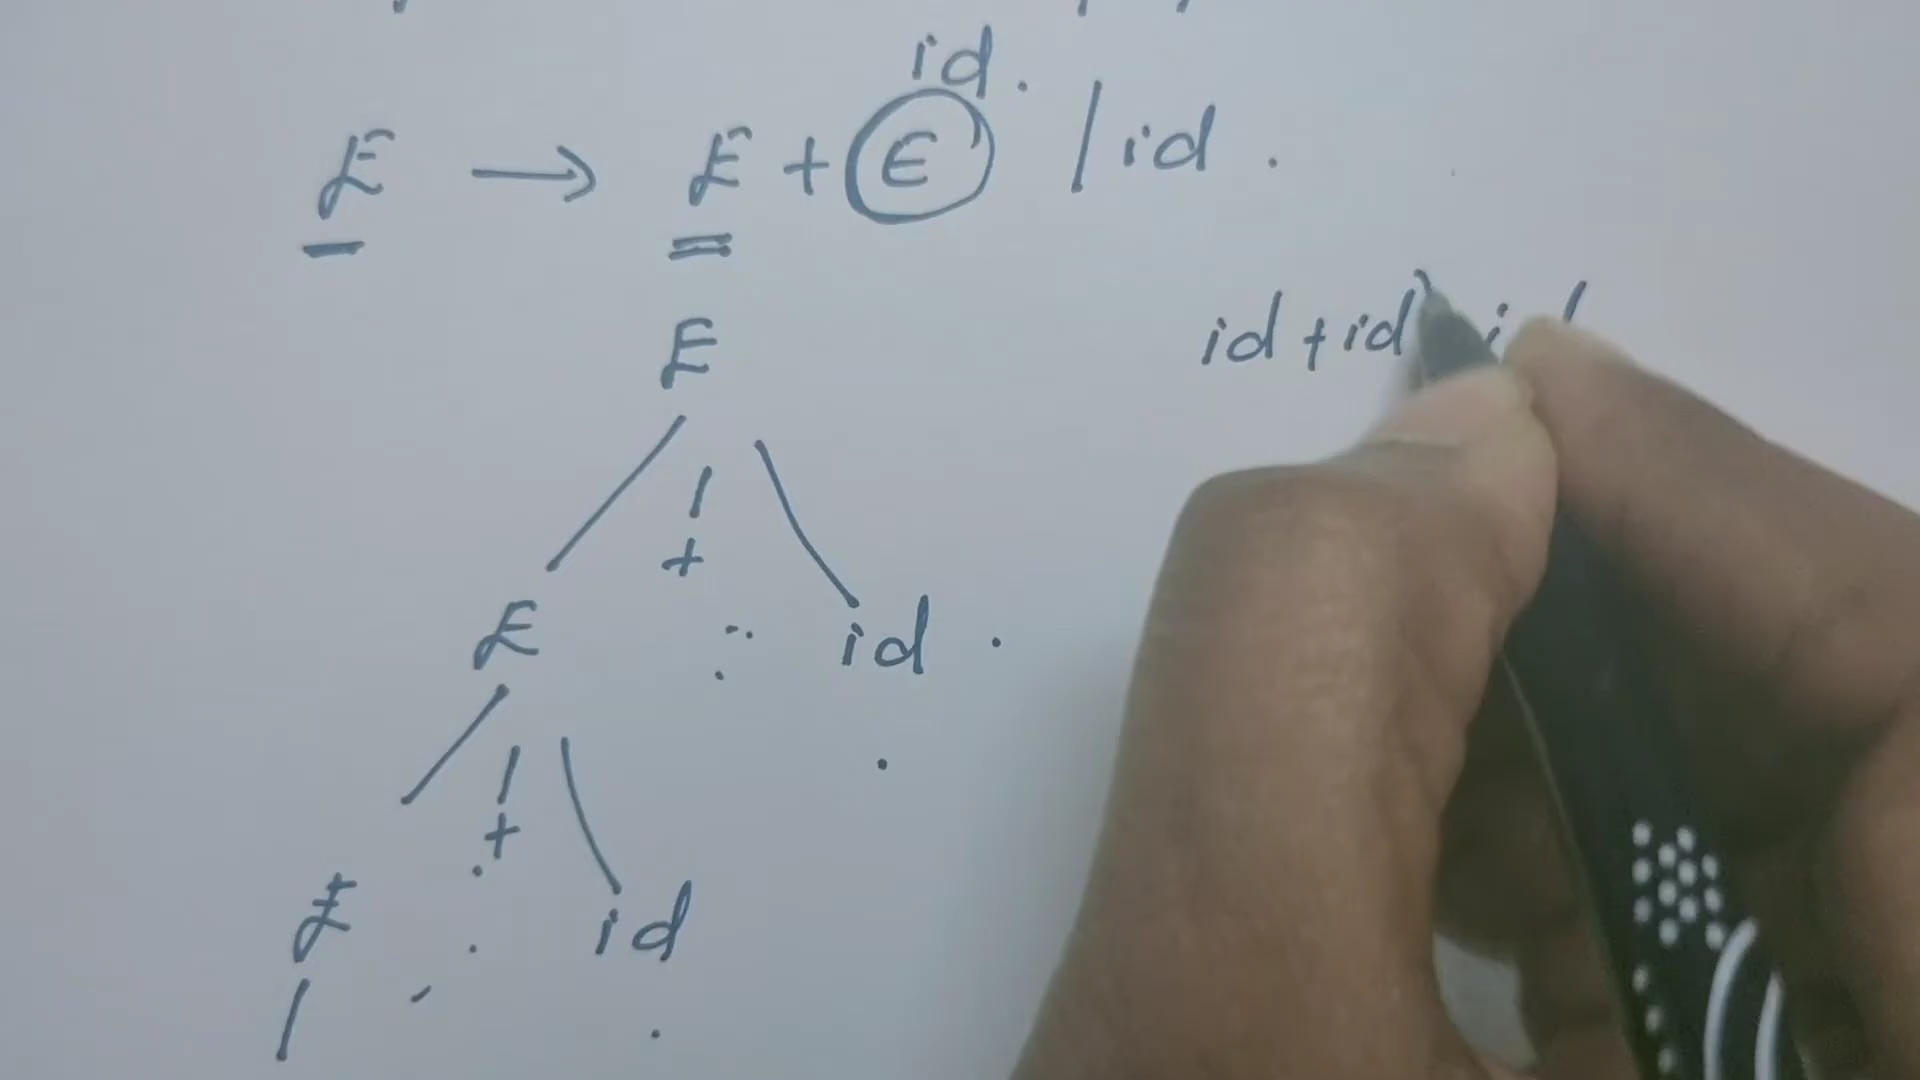 id.
E → E + E / id .
E
id + id
+
E id .
+
E id